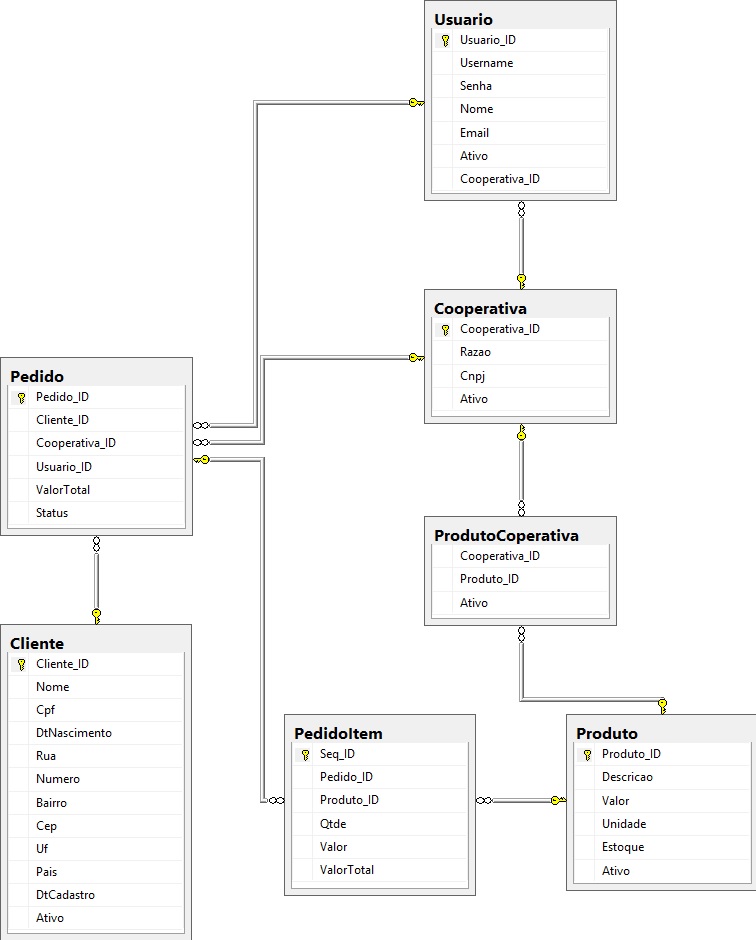 Usuario
Usuario_ID
Username
Senha
Nome
Email
Ativo
Cooperativa_ID
Cooperativa
Cooperativa_ID
Razao
Cnpj
Ativo
Pedido
Pedido_ID
Cliente_ID
Cooperativa_ID
Usuario_ID
ValorTotal
Status
ProdutoCoperativa
Cooperativa_ID
Produto_ID
Ativo
Cliente
Cliente_ID
Nome
Cpf
DtNascimento
Rua
Numero
Bairro
Cep
Uf
Pais
DtCadastro
Ativo
PedidoItem
Seq_ID
Pedido_ID
Produto_ID
Qtde
Valor
ValorTotal
Produto
Produto_ID
Descricao
Valor
Unidade
Estoque
Ativo